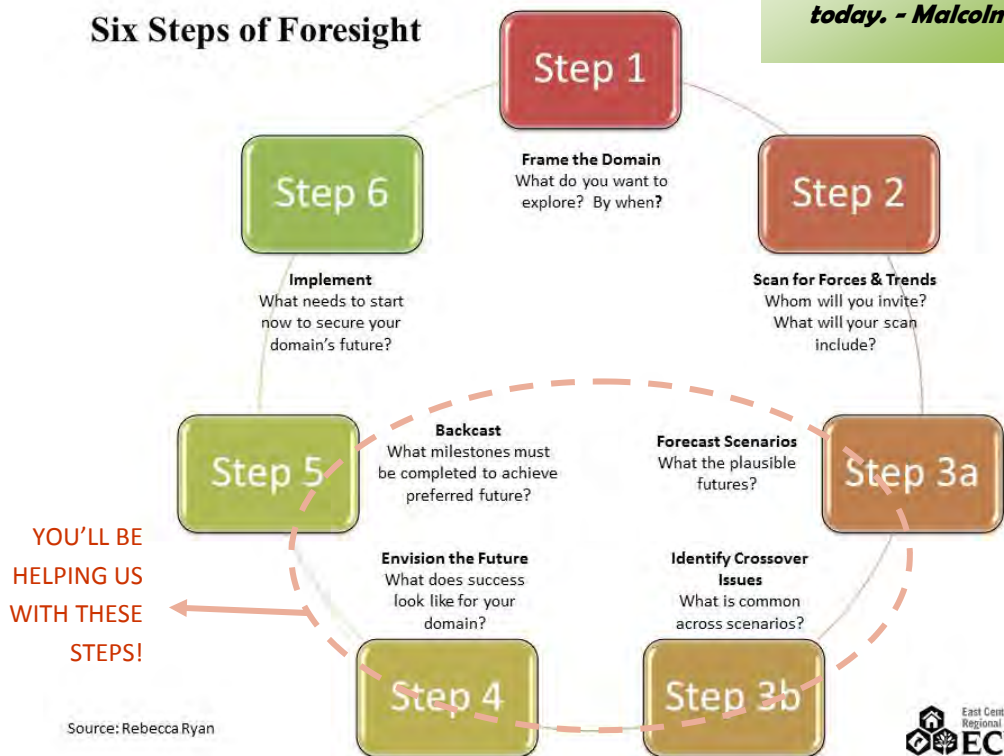 Six Steps of Foresight
today. - Malcoln
Step 1
Frame the Domain
What do you want to
explore? By when?
Step 2
Scan for Forces & Trends
Whom will you invite?
What will your scan
include?
Step 3a
Forecast Scenarios
What the plausible
futures?
Step 3b
Identify Crossover
Issues
What is common
across scenarios?
Step 4
Envision the Future
What does success
look like for your
domain?
Step 5
Backcast
What milestones must
be completed to achieve
preferred future?
Step 6
Implement
What needs to start
now to secure your
domain's future?
YOU'LL BE
HELPING US
WITH THESE
STEPS!
Source: Rebecca Ryan
East Cent
Regional
EC